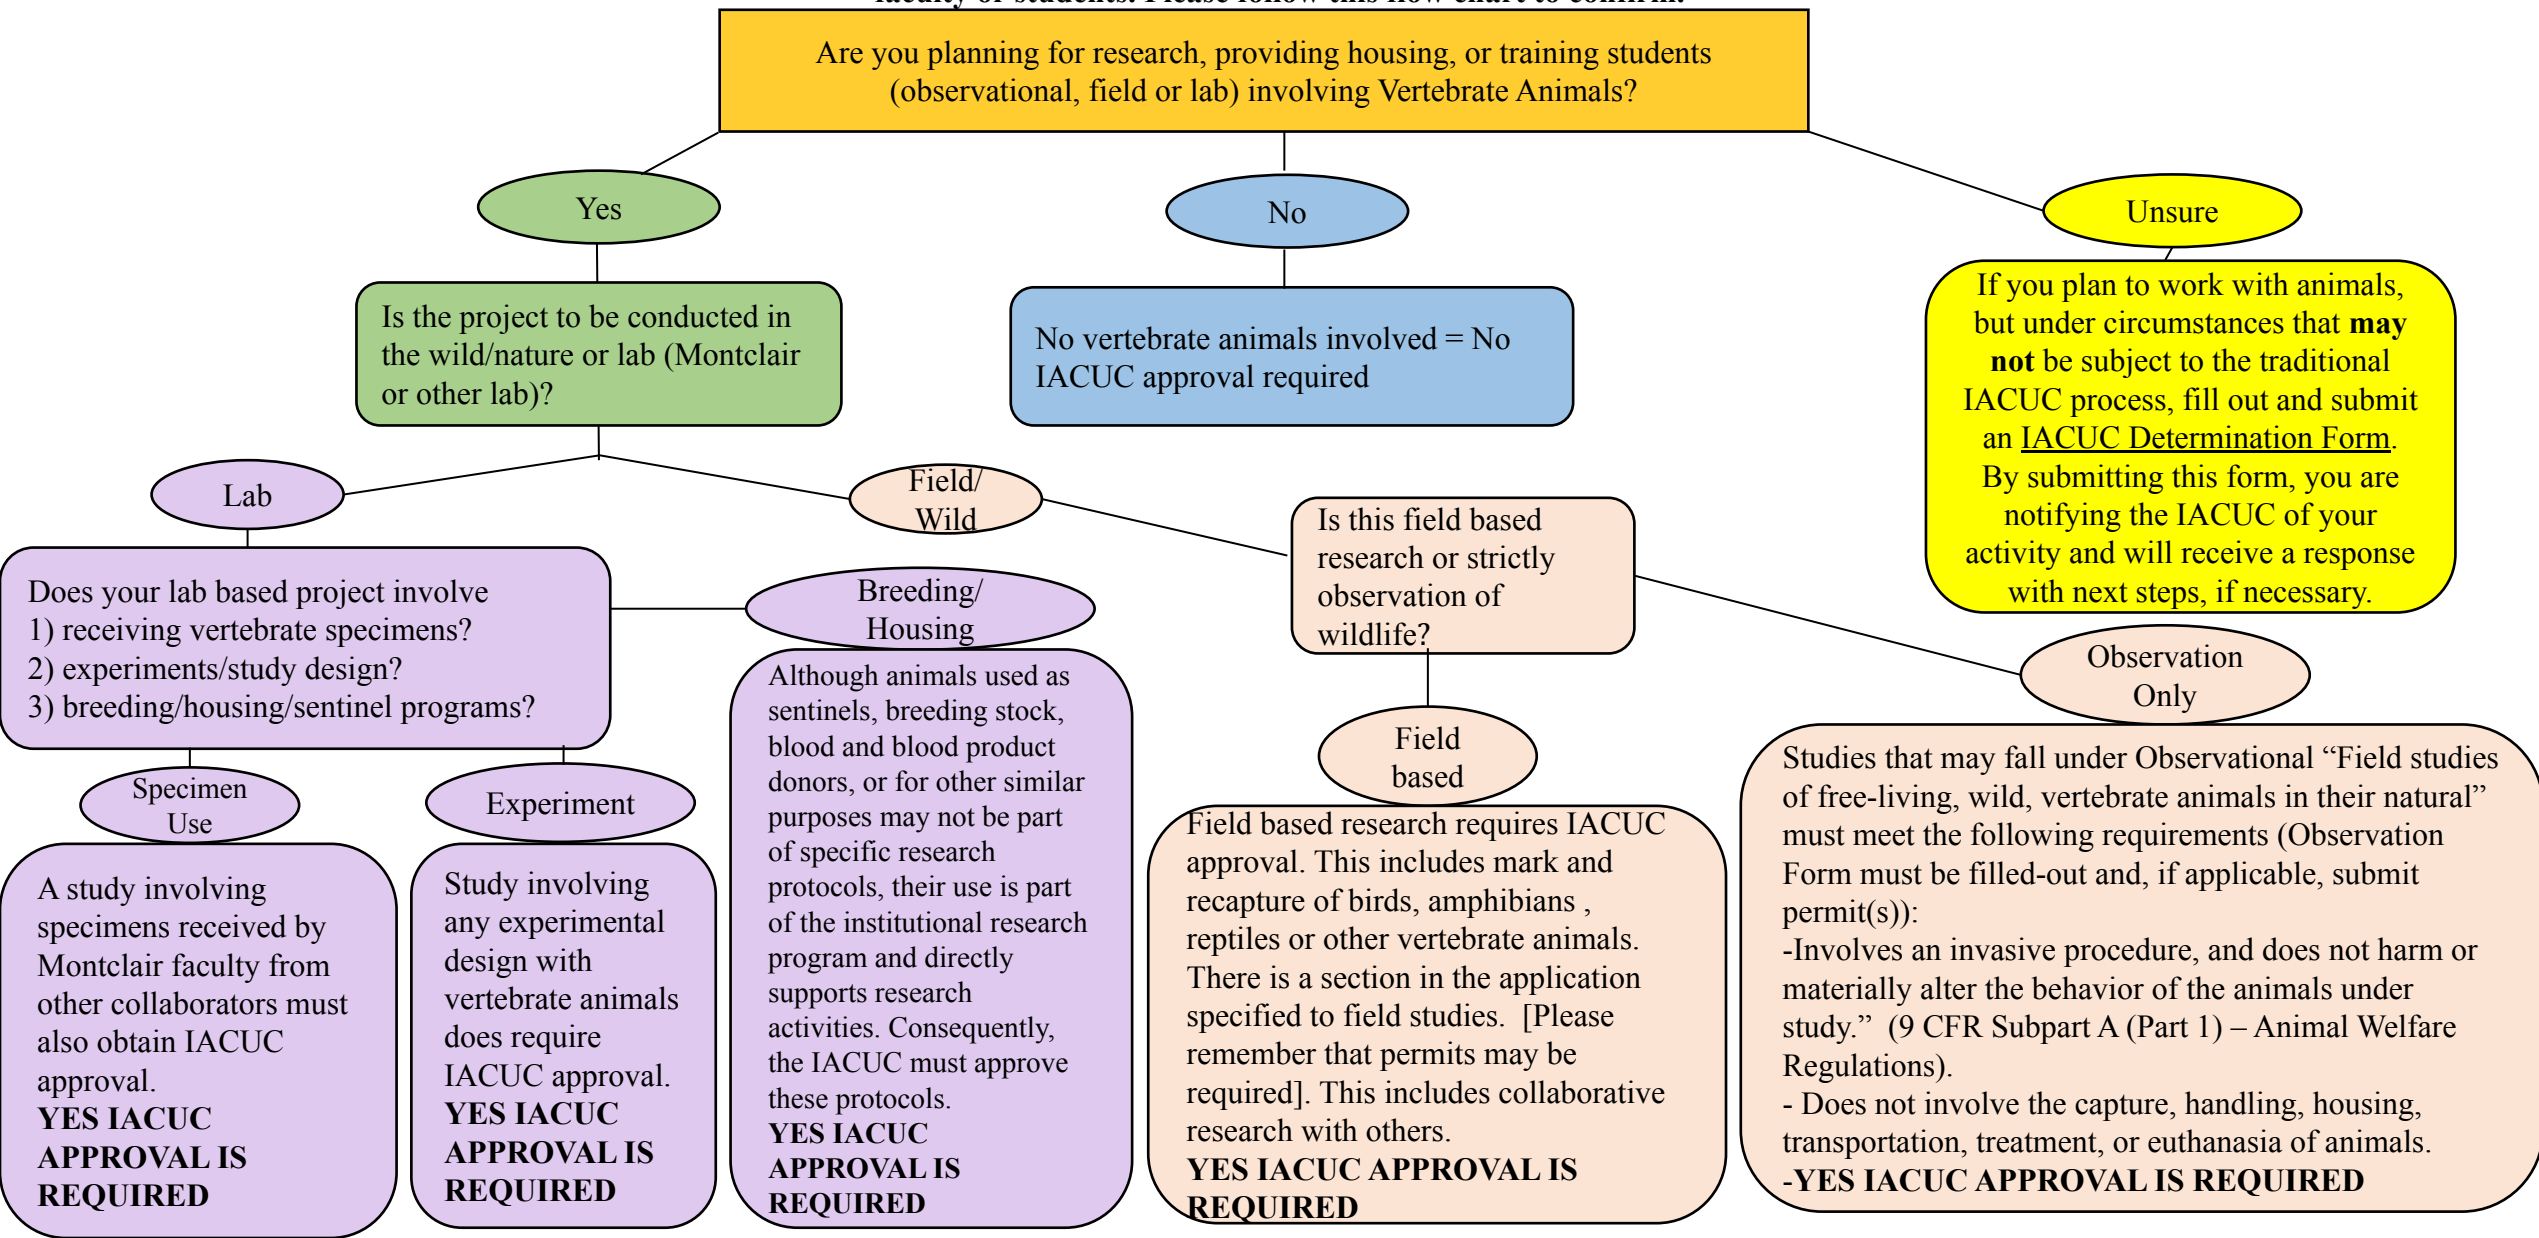 faculty or students. Please follow this flow chart to confirm.
Are you planning for research, providing housing, or training students
(observational, field or lab) involving Vertebrate Animals?
Yes
No
Unsure
Is the project to be conducted in
the wild/nature or lab (Montclair
or other lab)?
No vertebrate animals involved = No
IACUC approval required
If you plan to work with animals,
but under circumstances that may
not be subject to the traditional
IACUC process, fill out and submit
an IACUC Determination Form.
By submitting this form, you are
notifying the IACUC of your
activity and will receive a response
with next steps, if necessary.
Lab
Field/
Wild
Does your lab based project involve
1) receiving vertebrate specimens?
2) experiments/study design?
3) breeding/housing/sentinel programs?
Specimen
Use
A study involving
specimens received by
Montclair faculty from
other collaborators must
also obtain IACUC
approval.
YES IACUC
APPROVAL IS
REQUIRED
Experiment
Study involving
any experimental
design with
vertebrate animals
does require
IACUC approval.
YES IACUC
APPROVAL IS
REQUIRED
Breeding/
Housing
Although animals used as
sentinels, breeding stock,
blood and blood product
donors, or for other similar
purposes may not be part
of specific research
protocols, their use is part
of the institutional research
program and directly
supports research
activities. Consequently,
the IACUC must approve
these protocols.
YES IACUC
APPROVAL IS
REQUIRED
Is this field based
research or strictly
observation of
wildlife?
Field
based
Field based research requires IACUC
approval. This includes mark and
recapture of birds, amphibians ,
reptiles or other vertebrate animals.
There is a section in the application
specified to field studies.  [Please
remember that permits may be
required]. This includes collaborative
research with others.
YES IACUC APPROVAL IS
REQUIRED
Observation
Only
Studies that may fall under Observational “Field studies
of free-living, wild, vertebrate animals in their natural”
must meet the following requirements (Observation
Form must be filled-out and, if applicable, submit
permit(s)):
-Involves an invasive procedure, and does not harm or
materially alter the behavior of the animals under
study.”  (9 CFR Subpart A (Part 1) – Animal Welfare
Regulations).
- Does not involve the capture, handling, housing,
transportation, treatment, or euthanasia of animals.
-YES IACUC APPROVAL IS REQUIRED